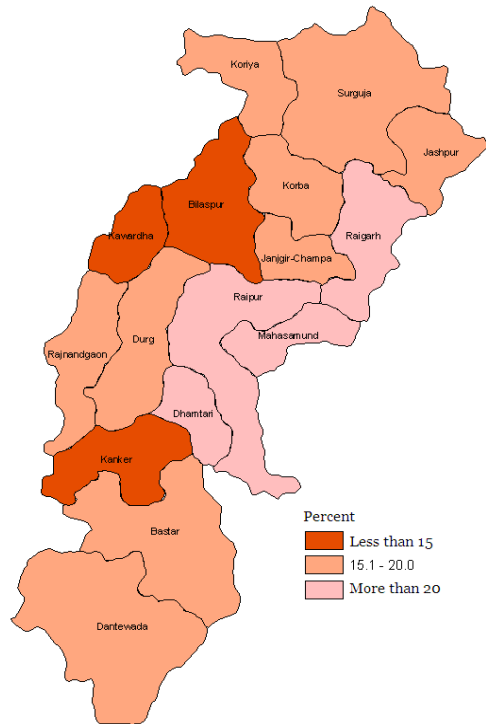 Koriya
Surguja
Jashpur
Korba
Bilaspur
Raigarh
Kawardha
Janjgir-Champa
Raipur
Mahasamund
Durg
Rajnandgaon
Dhamtari
Kanker
Bastar
Dantewada
Percent
Less than 15
15.1 - 20.0
More than 20